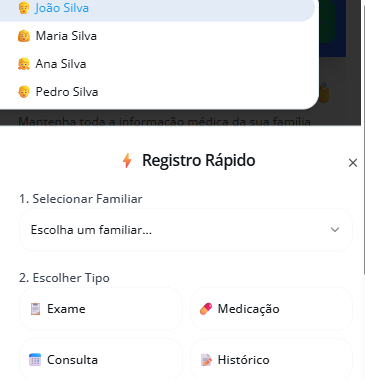 João Silva
Maria Silva
Ana Silva
Pedro Silva
Mantenha toda a informação médica da sua família
Registro Rápido
1. Selecionar Familiar
Escolha um familiar...
2. Escolher Tipo
Exame
Medicação
Consulta
Histórico